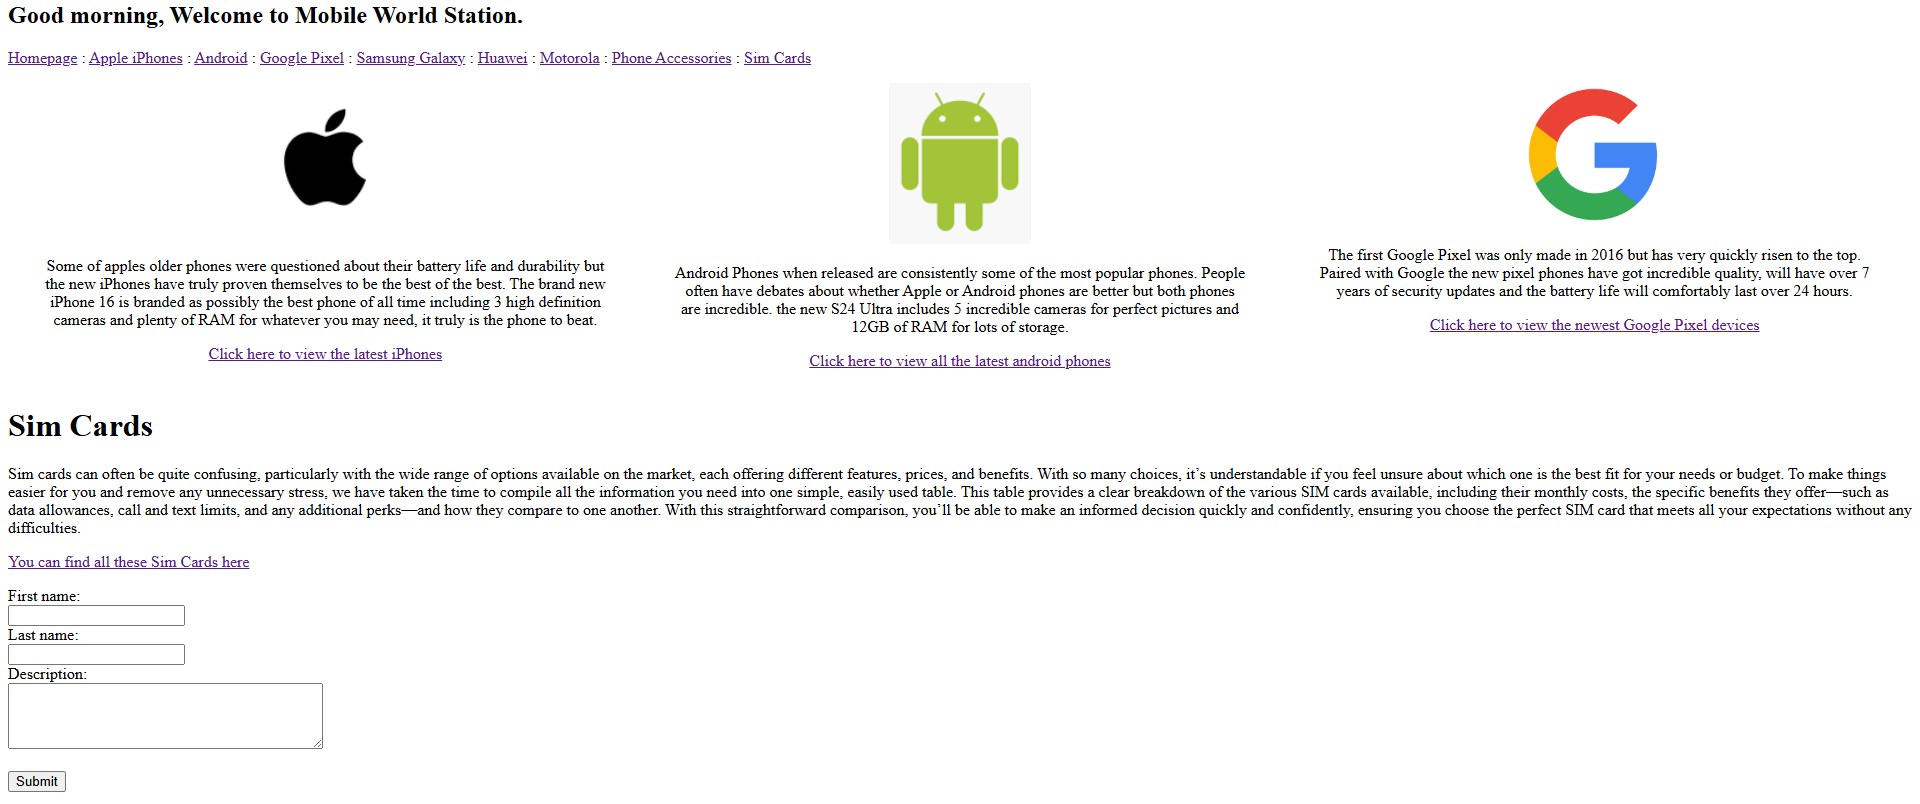 Good morning, Welcome to Mobile World Station.
Homepage : Apple iPhones : Android : Google Pixel : Samsung Galaxy : Huawei : Motorola : Phone Accessories : Sim Cards
Some of apples older phones were questioned about their battery life and durability but
the new iPhones have truly proven themselves to be the best of the best. The brand new
iPhone 16 is branded as possibly the best phone of all time including 3 high definition
cameras and plenty of RAM for whatever you may need, it truly is the phone to beat.
Click here to view the latest iPhones
Android Phones when released are consistently some of the most popular phones. People
often have debates about whether Apple or Android phones are better but both phones
are incredible. the new S24 Ultra includes 5 incredible cameras for perfect pictures and
12GB of RAM for lots of storage.
Click here to view all the latest android phones
The first Google Pixel was only made in 2016 but has very quickly risen to the top.
Paired with Google the new pixel phones have got incredible quality, will have over 7
years of security updates and the battery life will comfortably last over 24 hours.
Click here to view the newest Google Pixel devices
Sim Cards
Sim cards can often be quite confusing, particularly with the wide range of options available on the market, each offering different features, prices, and benefits. With so many choices, it’s understandable if you feel unsure about which one is the best fit for your needs or budget. To make things
easier for you and remove any unnecessary stress, we have taken the time to compile all the information you need into one simple, easily used table. This table provides a clear breakdown of the various SIM cards available, including their monthly costs, the specific benefits they offer—such as
data allowances, call and text limits, and any additional perks—and how they compare to one another. With this straightforward comparison, you’ll be able to make an informed decision quickly and confidently, ensuring you choose the perfect SIM card that meets all your expectations without any
difficulties.
You can find all these Sim Cards here
First name:
Last name:
Description:
Submit